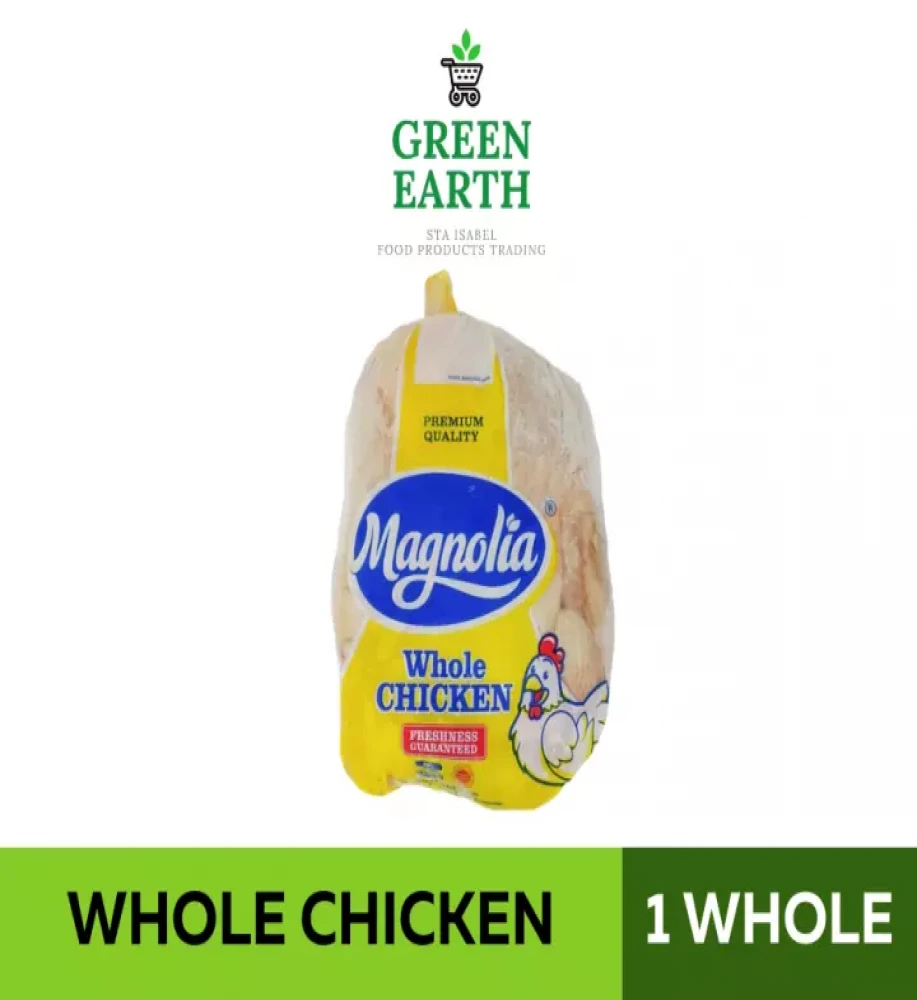 GREEN
EARTH
STA ISABEL
FOOD PRODUCTS TRADING
PREMIUM
QUALITY
Magnolia
®
Whole
CHICKEN
FRESHNESS
GUARANTEED
WHOLE CHICKEN
1 WHOLE